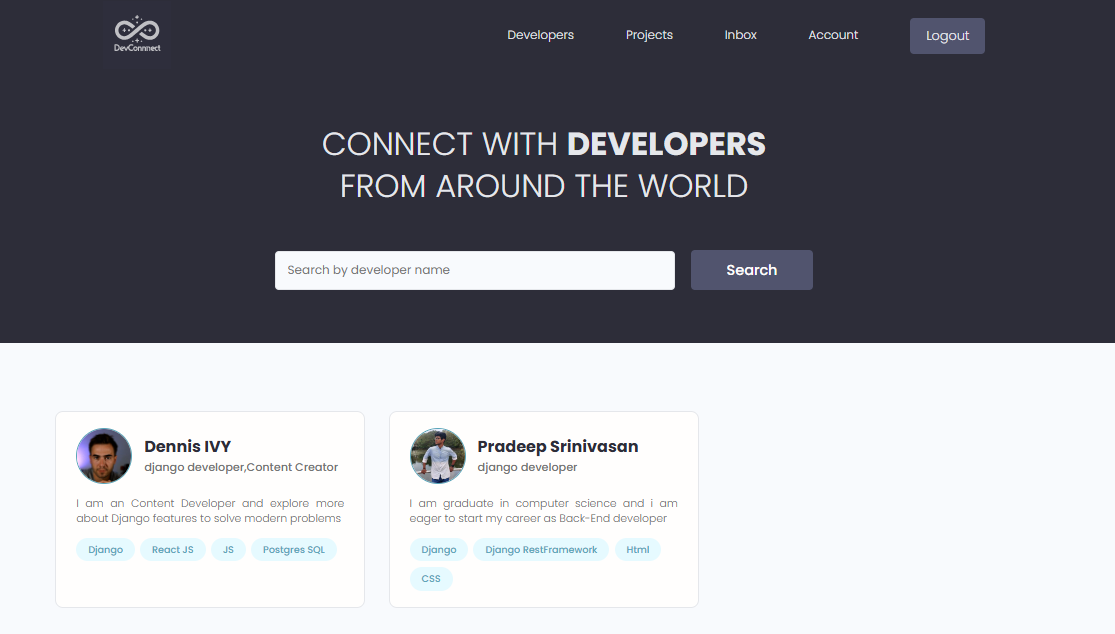 DevConnnect
Developers
Projects
Inbox
Account
Logout
CONNECT WITH DEVELOPERS
FROM AROUND THE WORLD
Search by developer name
Search
Dennis IVY
django developer,Content Creator
I am an Content Developer and explore more
about Django features to solve modern problems
Django
React JS
JS
Postgres SQL
Pradeep Srinivasan
django developer
I am graduate in computer science and i am
eager to start my career as Back-End developer
Django
Django RestFramework
Html
CSS